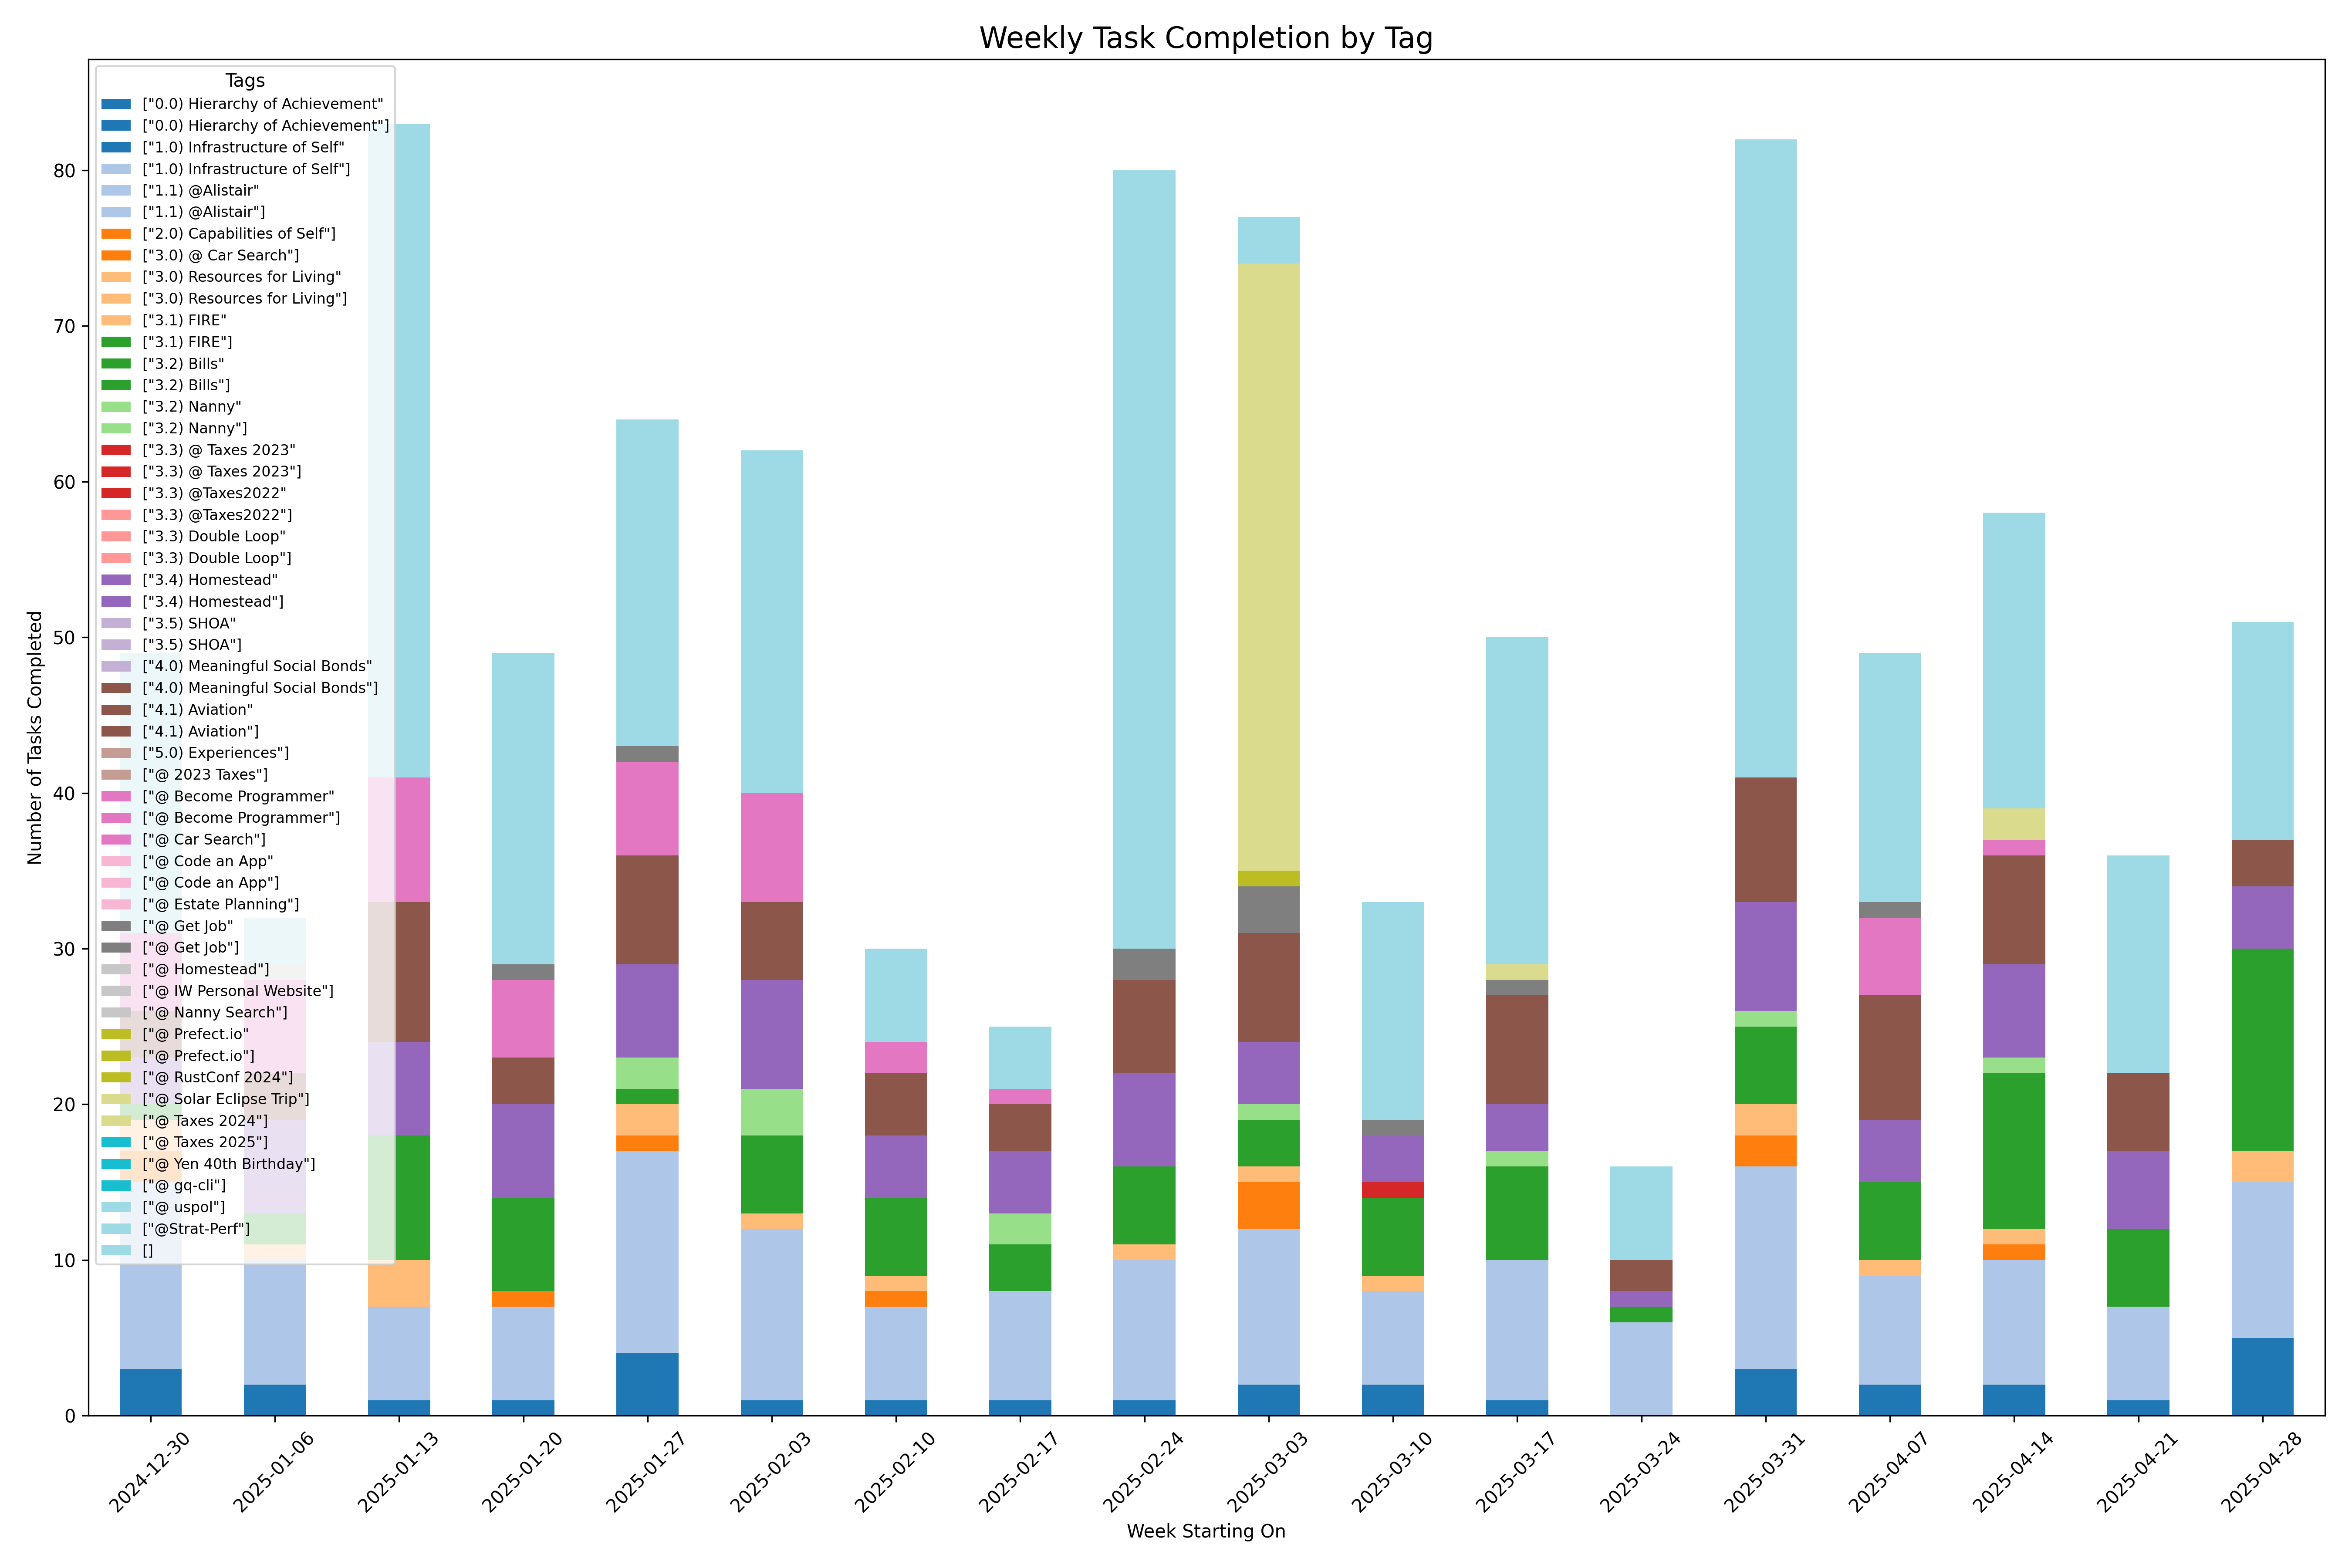 Weekly Task Completion by Tag
Tags
["0.0) Hierarchy of Achievement"
["0.0) Hierarchy of Achievement"]
["1.0) Infrastructure of Self"
["1.0) Infrastructure of Self"]
["1.1) @Alistair"
["1.1) @Alistair"]
["2.0) Capabilities of Self"]
["3.0) @ Car Search"]
["3.0) Resources for Living"
["3.0) Resources for Living"]
["3.1) FIRE"
["3.1) FIRE"]
["3.2) Bills"
["3.2) Bills"]
["3.2) Nanny"
["3.2) Nanny"]
["3.3) @ Taxes 2023"
["3.3) @ Taxes 2023"]
["3.3) @Taxes2022"
["3.3) @Taxes2022"]
["3.3) Double Loop"
["3.3) Double Loop"]
["3.4) Homestead"
["3.4) Homestead"]
["3.5) SHOA"
["3.5) SHOA"]
["4.0) Meaningful Social Bonds"
["4.0) Meaningful Social Bonds"]
["4.1) Aviation"
["4.1) Aviation"]
["5.0) Experiences"]
["@ 2023 Taxes"]
["@ Become Programmer"
["@ Become Programmer"]
["@ Car Search"]
["@ Code an App"
["@ Code an App"]
["@ Estate Planning"]
["@ Get Job"
["@ Get Job"]
["@ Homestead"]
["@ IW Personal Website"]
["@ Nanny Search"]
["@ Prefect.io"
["@ Prefect.io"]
["@ RustConf 2024"]
["@ Solar Eclipse Trip"]
["@ Taxes 2024"]
["@ Taxes 2025"]
["@ Yen 40th Birthday"]
["@ gq-cli"]
["@ uspol"]
["@Strat-Perf"]
[]
Number of Tasks Completed
80
70
60
50
40
30
20
10
0
2024-12-30
2025-01-06
2025-01-13
2025-01-20
2025-01-27
2025-02-03
2025-02-10
2025-02-17
2025-02-24
2025-03-03
2025-03-10
2025-03-17
2025-03-24
2025-03-31
2025-04-07
2025-04-14
2025-04-21
2025-04-28
Week Starting On